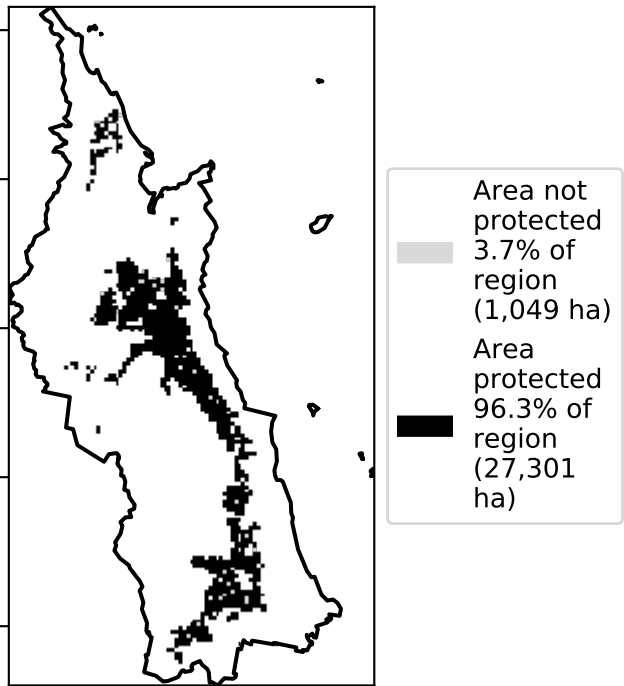 Area not
protected
3.7% of
region
(1,049 ha)
Area
protected
96.3% of
region
(27,301
ha)